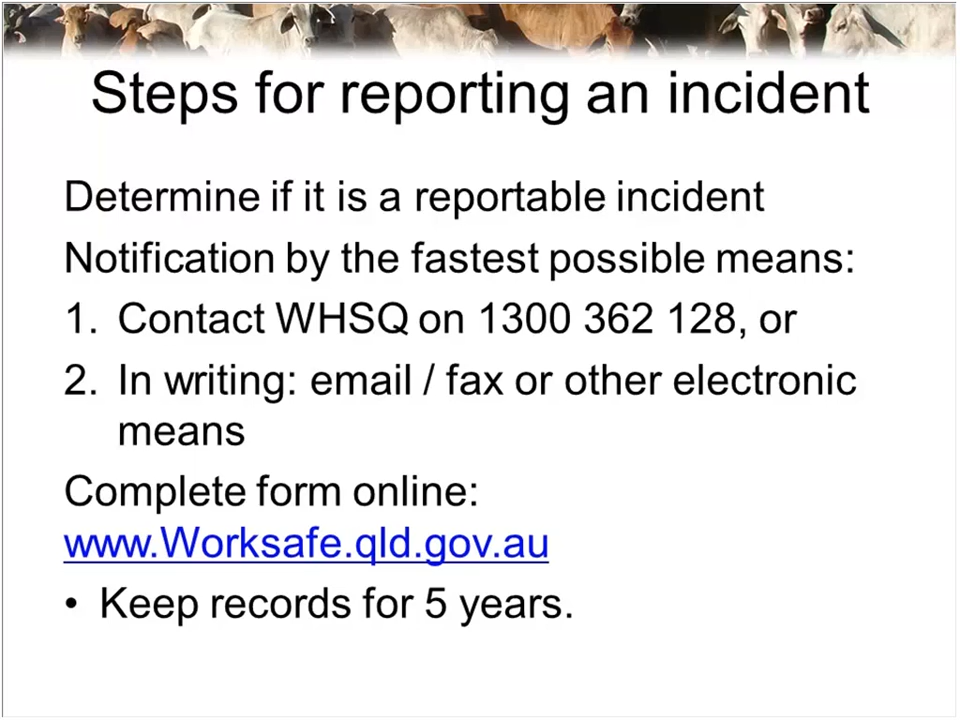 Steps for reporting an incident
Determine if it is a reportable incident
Notification by the fastest possible means:
1. Contact WHSQ on 1300 362 128, or
2. In writing: email / fax or other electronic
means
Complete form online:
www.Worksafe.qld.gov.au
• Keep records for 5 years.